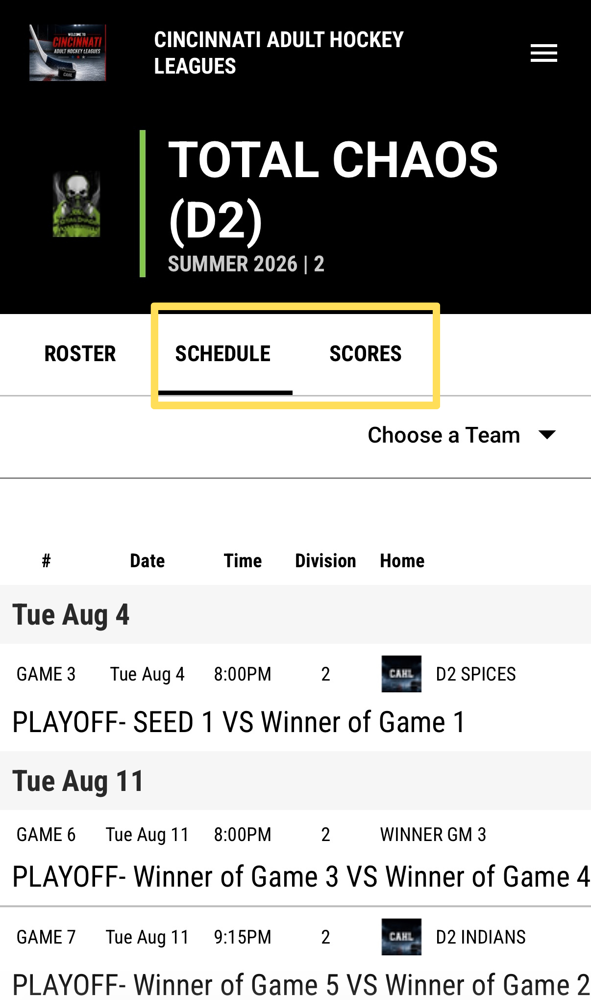 WELCOME TO
CINCINNATI
ADULT HOCKEY LEAGUES
CAHL
CINCINNATI ADULT HOCKEY
LEAGUES
TOTAL CHAOS
(D2)
SUMMER 2026 | 2
ROSTER SCHEDULE SCORES
Choose a Team
# Date Time Division Home
Tue Aug 4
GAME 3 Tue Aug 4 8:00PM 2 CAHL D2 SPICES
PLAYOFF- SEED 1 VS Winner of Game 1
Tue Aug 11
GAME 6 Tue Aug 11 8:00PM 2 WINNER GM 3
PLAYOFF- Winner of Game 3 VS Winner of Game 4
GAME 7 Tue Aug 11 9:15PM 2 CAHL D2 INDIANS
PLAYOFF- Winner of Game 5 VS Winner of Game 2